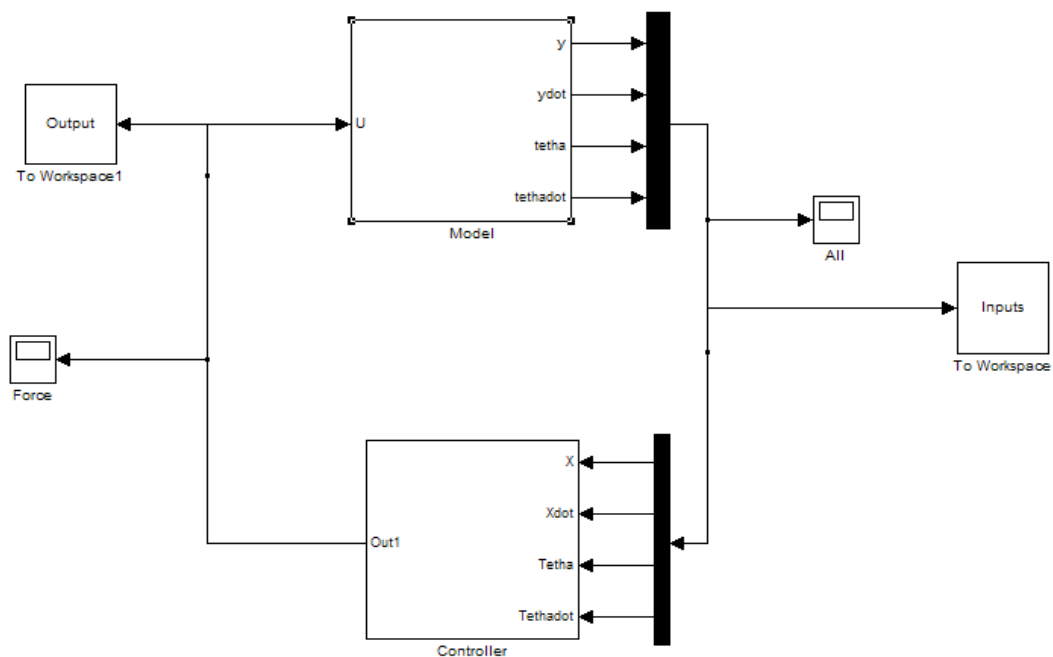 y
ydot
Output
U
tetha
To Workspace1
tethadot
Model
All
Inputs
To Workspace
Force
X
Xdot
Out1
Tetha
Tethadot
Controller